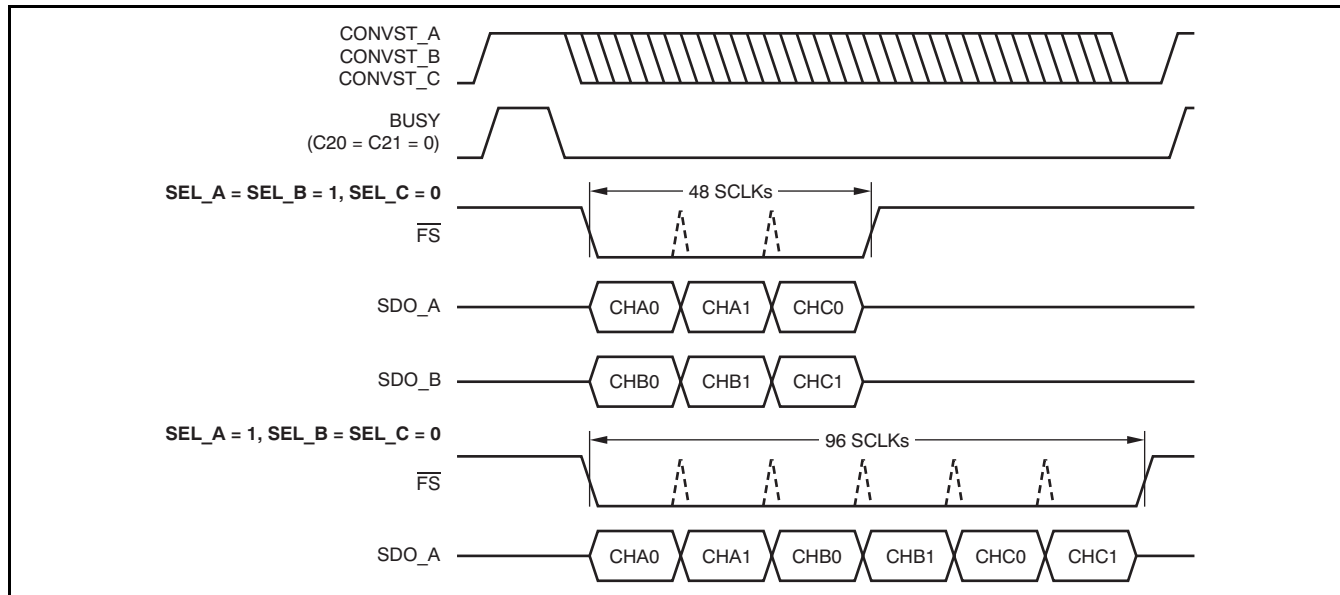 CONVST_A
CONVST_B
CONVST_C
BUSY
(C20 = C21 = 0)
SEL_A = SEL_B = 1, SEL_C = 0
48 SCLKs
FS
SDO_A
CHA0 CHA1 CHC0
SDO_B
CHB0 CHB1 CHC1
SEL_A = 1, SEL_B = SEL_C = 0
96 SCLKs
FS
SDO_A
CHA0 CHA1 CHB0 CHB1 CHC0 CHC1